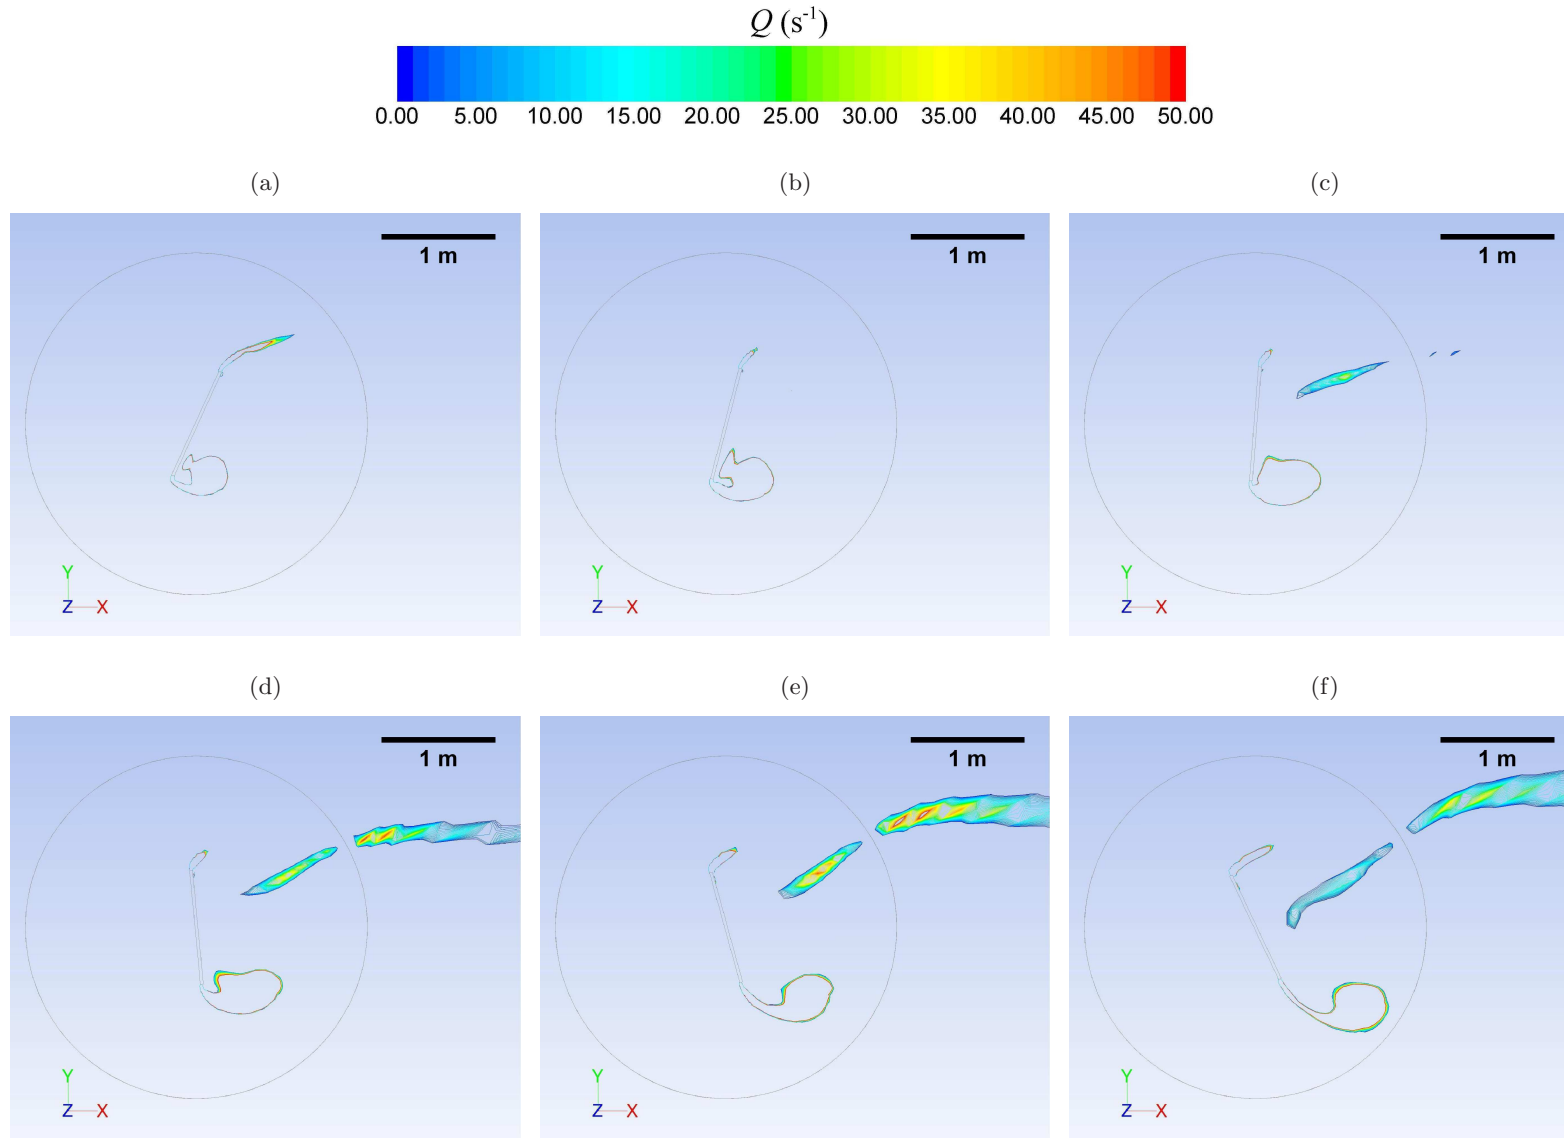 Q (s-1)
0.00 5.00 10.00 15.00 20.00 25.00 30.00 35.00 40.00 45.00 50.00
(a) (b) (c)
1 m 1 m 1 m
Y Y Y
Z X Z X Z X
(d) (e) (f)
1 m 1 m 1 m
Y Y Y
Z X Z X Z X